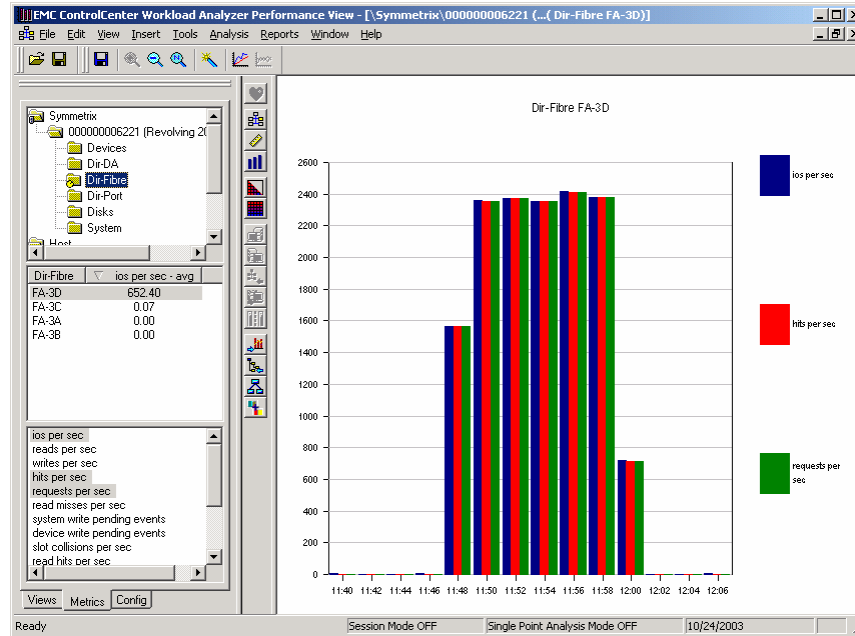 EMC ControlCenter Workload Analyzer Performance View - [\Symmetrix\000000006221 (...( Dir-Fibre FA-3D)]
File Edit View Insert Tools Analysis Reports Window Help
Symmetrix
000000006221 (Revolving 20
Devices
Dir-DA
Dir-Fibre
Dir-Port
Disks
System
Host
Dir-Fibre ios per sec - avg
FA-3D 652.40
FA-3C 0.07
FA-3A 0.00
FA-3B 0.00
ios per sec
reads per sec
writes per sec
hits per sec
requests per sec
read misses per sec
system write pending events
device write pending events
slot collisions per sec
read hits per sec
Views Metrics Config
Dir-Fibre FA-3D
2600
2400
2200
2000
1800
1600
1400
1200
1000
800
600
400
200
0
11:40 11:42 11:44 11:46 11:48 11:50 11:52 11:54 11:56 11:58 12:00 12:02 12:04 12:06
ios per sec
hits per sec
requests per
sec
Ready Session Mode OFF Single Point Analysis Mode OFF 10/24/2003